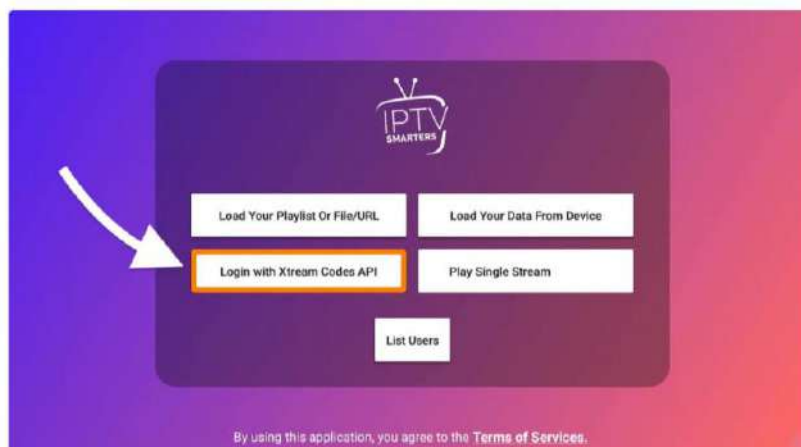 IPTV
SMARTERS
Load Your Playlist Or File/URL
Load Your Data From Device
Login with Xtream Codes API
Play Single Stream
List Users
By using this application, you agree to the Terms of Services.